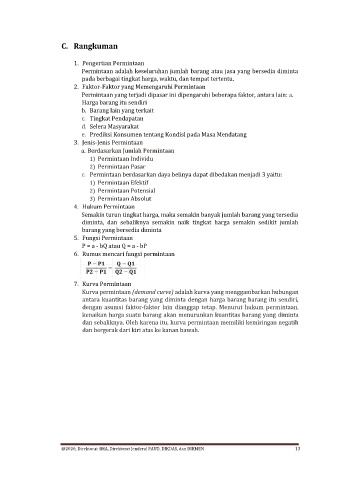 C. Rangkuman
1. Pengertian Permintaan
Permintaan adalah keseluruhan jumlah barang atau jasa yang bersedia diminta
pada berbagai tingkat harga, waktu, dan tempat tertentu.
2. Faktor-Faktor yang Memengaruhi Permintaan
Permintaan yang terjadi dipasar ini dipengaruhi beberapa faktor, antara lain: a.
Harga barang itu sendiri
b. Barang lain yang terkait
c. Tingkat Pendapatan
d. Selera Masyarakat
e. Prediksi Konsumen tentang Kondisi pada Masa Mendatang
3. Jenis-Jenis Permintaan
a. Berdasarkan Jumlah Permintaan
1) Permintaan Individu
2) Permintaan Pasar
c. Permintaan berdasarkan daya belinya dapat dibedakan menjadi 3 yaitu:
1) Permintaan Efektif
2) Permintaan Potensial
3) Permintaan Absolut
4. Hukum Permintaan
Semakin turun tingkat harga, maka semakin banyak jumlah barang yang tersedia
diminta, dan sebaliknya semakin naik tingkat harga semakin sedikit jumlah
barang yang bersedia diminta
5. Fungsi Permintaan
P = a - bQ atau Q = a - bP
6. Rumus mencari fungsi permintaan
P − P1 = Q − Q1
P2 − P1 Q2 − Q1
7. Kurva Permintaan
Kurva permintaan (demand curve) adalah kurva yang menggambarkan hubungan
antara kuantitas barang yang diminta dengan harga barang barang itu sendiri,
dengan asumsi faktor-faktor lain dianggap tetap. Menurut hukum permintaan,
kenaikan harga suatu barang akan menurunkan kuantitas barang yang diminta
dan sebaliknya. Oleh karena itu, kurva permintaan memiliki kemiringan negatif
dan bergerak dari kiri atas ke kanan bawah.
@2020, Direktorat SMA, Direktorat Jenderal PAUD, DIKDAS, dan DIKMEN 13